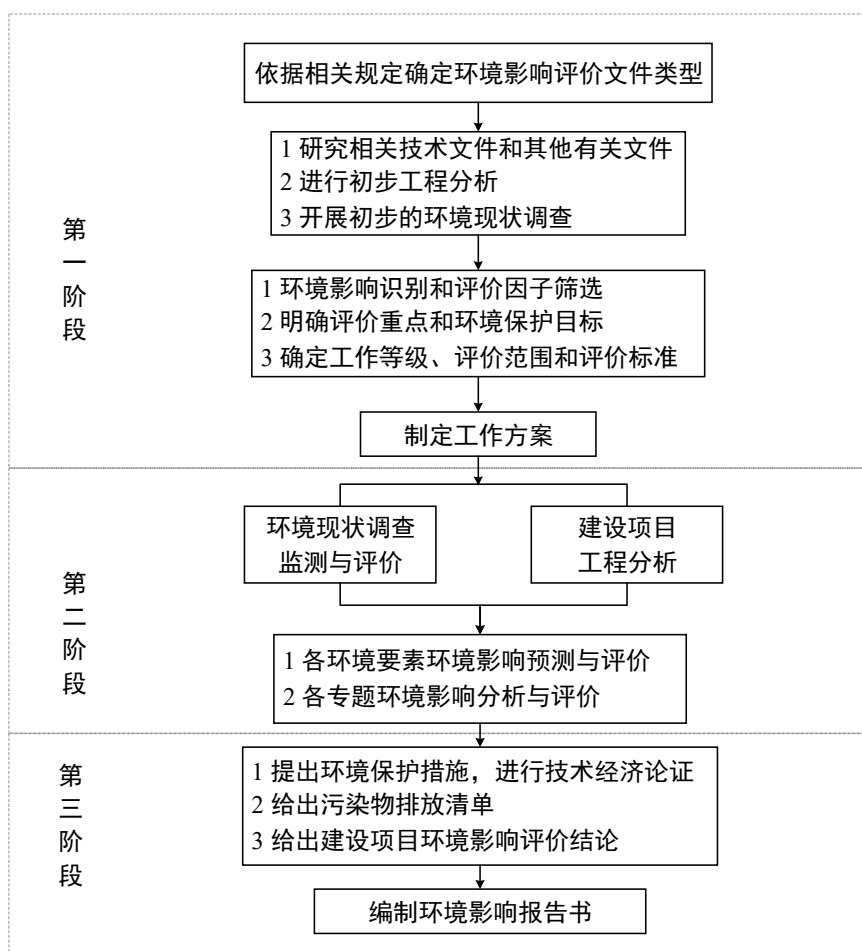 依据相关规定确定环境影响评价文件类型
1 研究相关技术文件和其他有关文件
2 进行初步工程分析
3 开展初步的环境现状调查
第
一
阶
段
1 环境影响识别和评价因子筛选
2 明确评价重点和环境保护目标
3 确定工作等级、评价范围和评价标准
制定工作方案
环境现状调查
监测与评价
建设项目
工程分析
第
二
阶
段
1 各环境要素环境影响预测与评价
2 各专题环境影响分析与评价
第
三
阶
段
1 提出环境保护措施，进行技术经济论证
2 给出污染物排放清单
3 给出建设项目环境影响评价结论
编制环境影响报告书